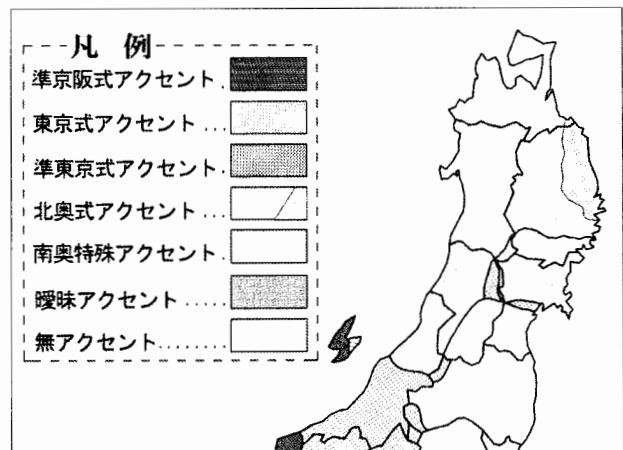 凡例
準京阪式アクセント.
東京式アクセント...
準東京式アクセント.
北奥式アクセント...
南奥特殊アクセント.
曖昧アクセント.....
無アクセント........